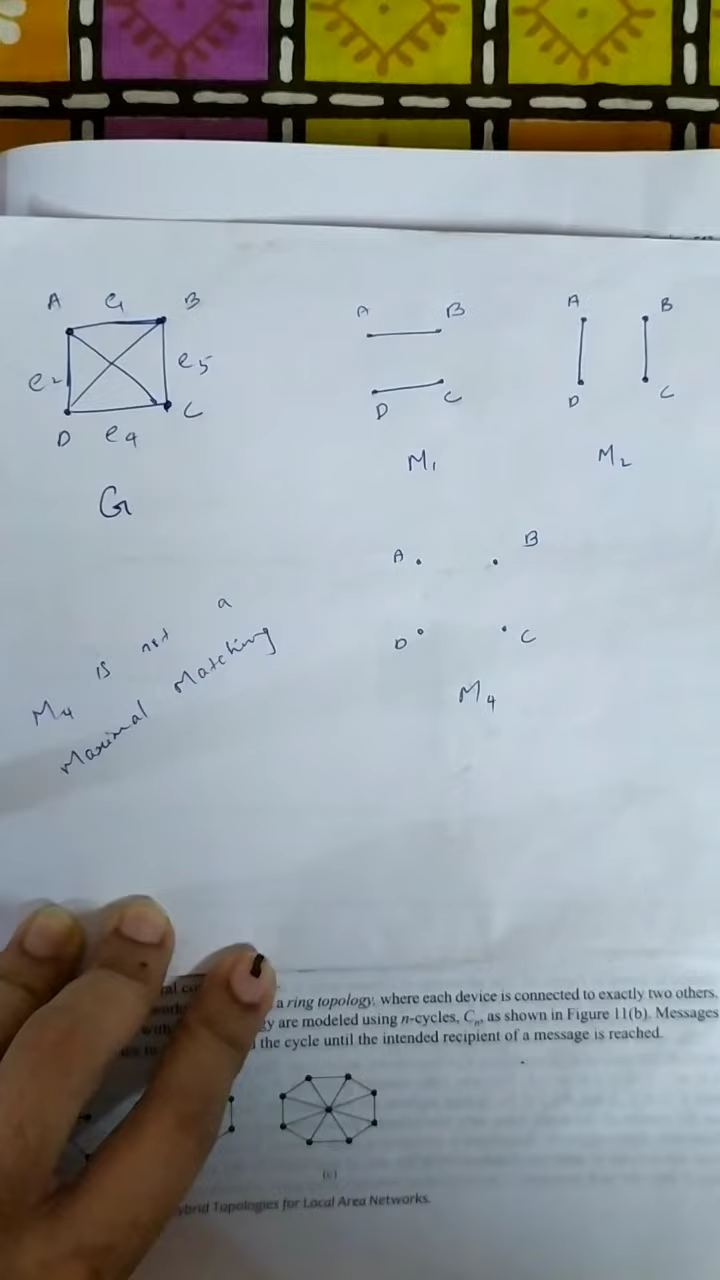 A e1 B
e2 e5
D e4 C
G
A B
D C
M1
A B
D C
M2
A B
D C
M4
M4 is not a
Maximal Matching
a ring topology, where each device is connected to exactly two others,
gy are modeled using n-cycles, Cn, as shown in Figure 11(b). Messages
the cycle until the intended recipient of a message is reached.
(c)
ybrid Topologies for Local Area Networks.